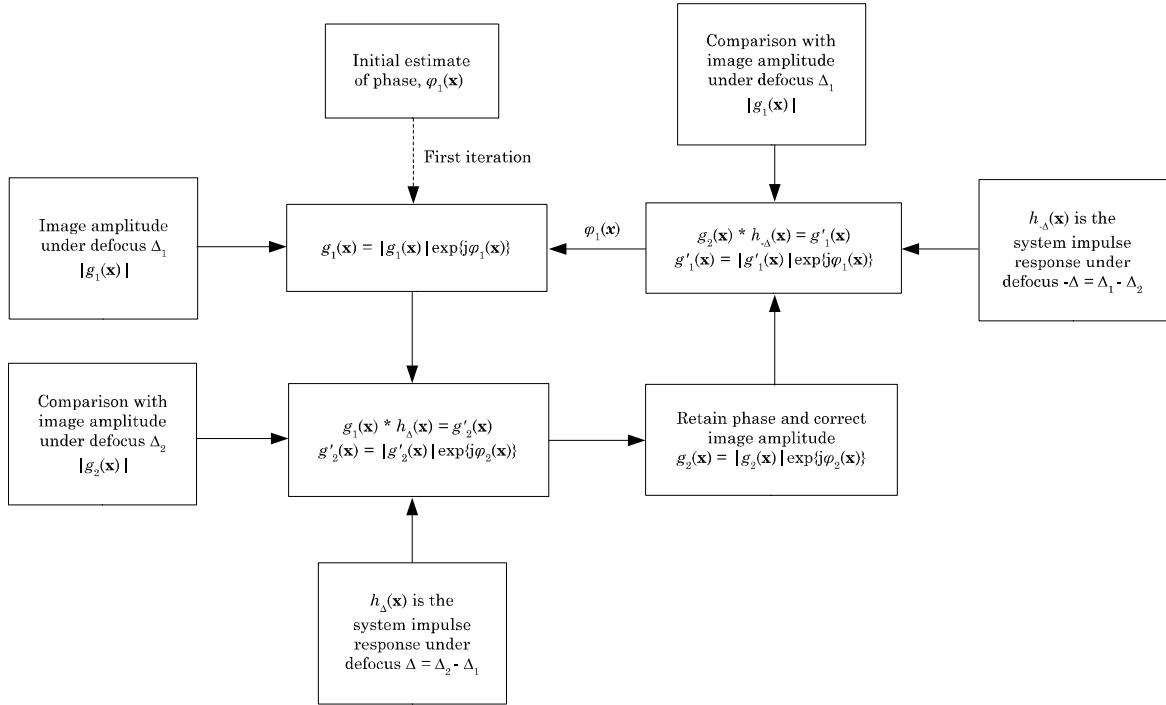 Initial estimate
of phase, φ₁(x)
Comparison with
image amplitude
under defocus Δ₁
|g₁(x)|
First iteration
Image amplitude
under defocus Δ₁
|g₁(x)|
g₁(x) = |g₁(x)| exp{jφ₁(x)}
φ₁(x)
g₂(x) * h₋Δ(x) = g'₁(x)
g'₁(x) = |g'₁(x)| exp{jφ₁(x)}
h₋Δ(x) is the
system impulse
response under
defocus -Δ = Δ₁ - Δ₂
Comparison with
image amplitude
under defocus Δ₂
|g₂(x)|
g₁(x) * hΔ(x) = g'₂(x)
g'₂(x) = |g'₂(x)| exp{jφ₂(x)}
Retain phase and correct
image amplitude
g₂(x) = |g₂(x)| exp{jφ₂(x)}
hΔ(x) is the
system impulse
response under
defocus Δ = Δ₂ - Δ₁